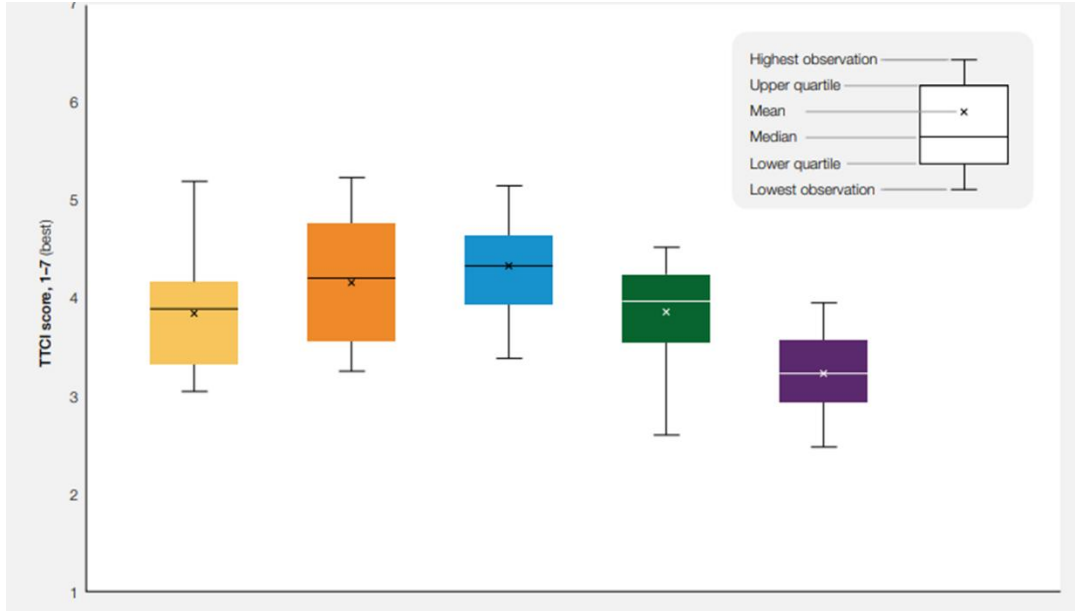 7
6
5
4
3
2
1
TTCI score, 1–7 (best)
Highest observation
Upper quartile
Mean
Median
Lower quartile
Lowest observation